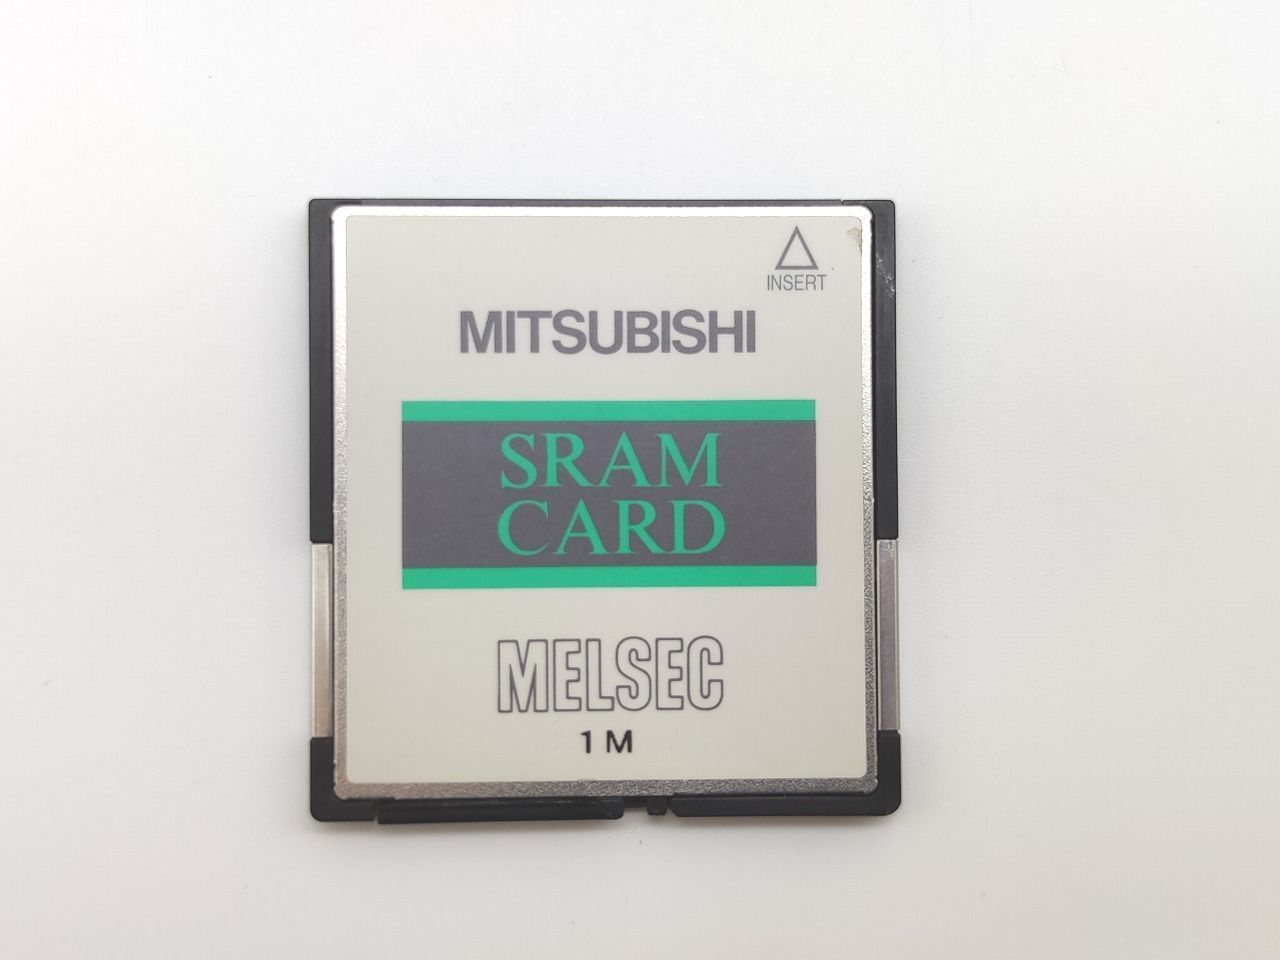 INSERT
MITSUBISHI
SRAM
CARD
MELSEC
1M